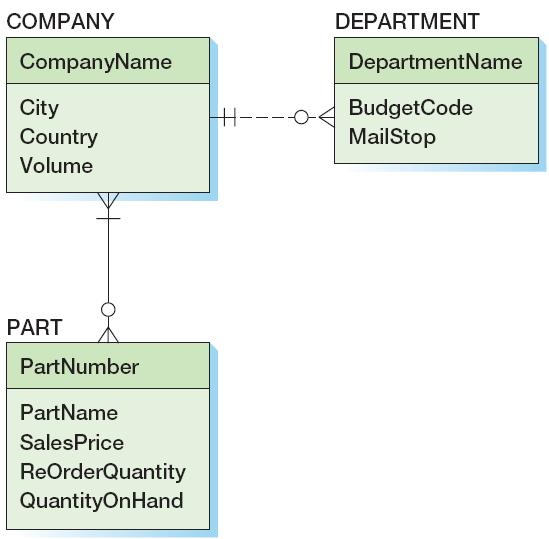 COMPANY
CompanyName
City
Country
Volume
DEPARTMENT
DepartmentName
BudgetCode
MailStop
PART
PartNumber
PartName
SalesPrice
ReOrderQuantity
QuantityOnHand